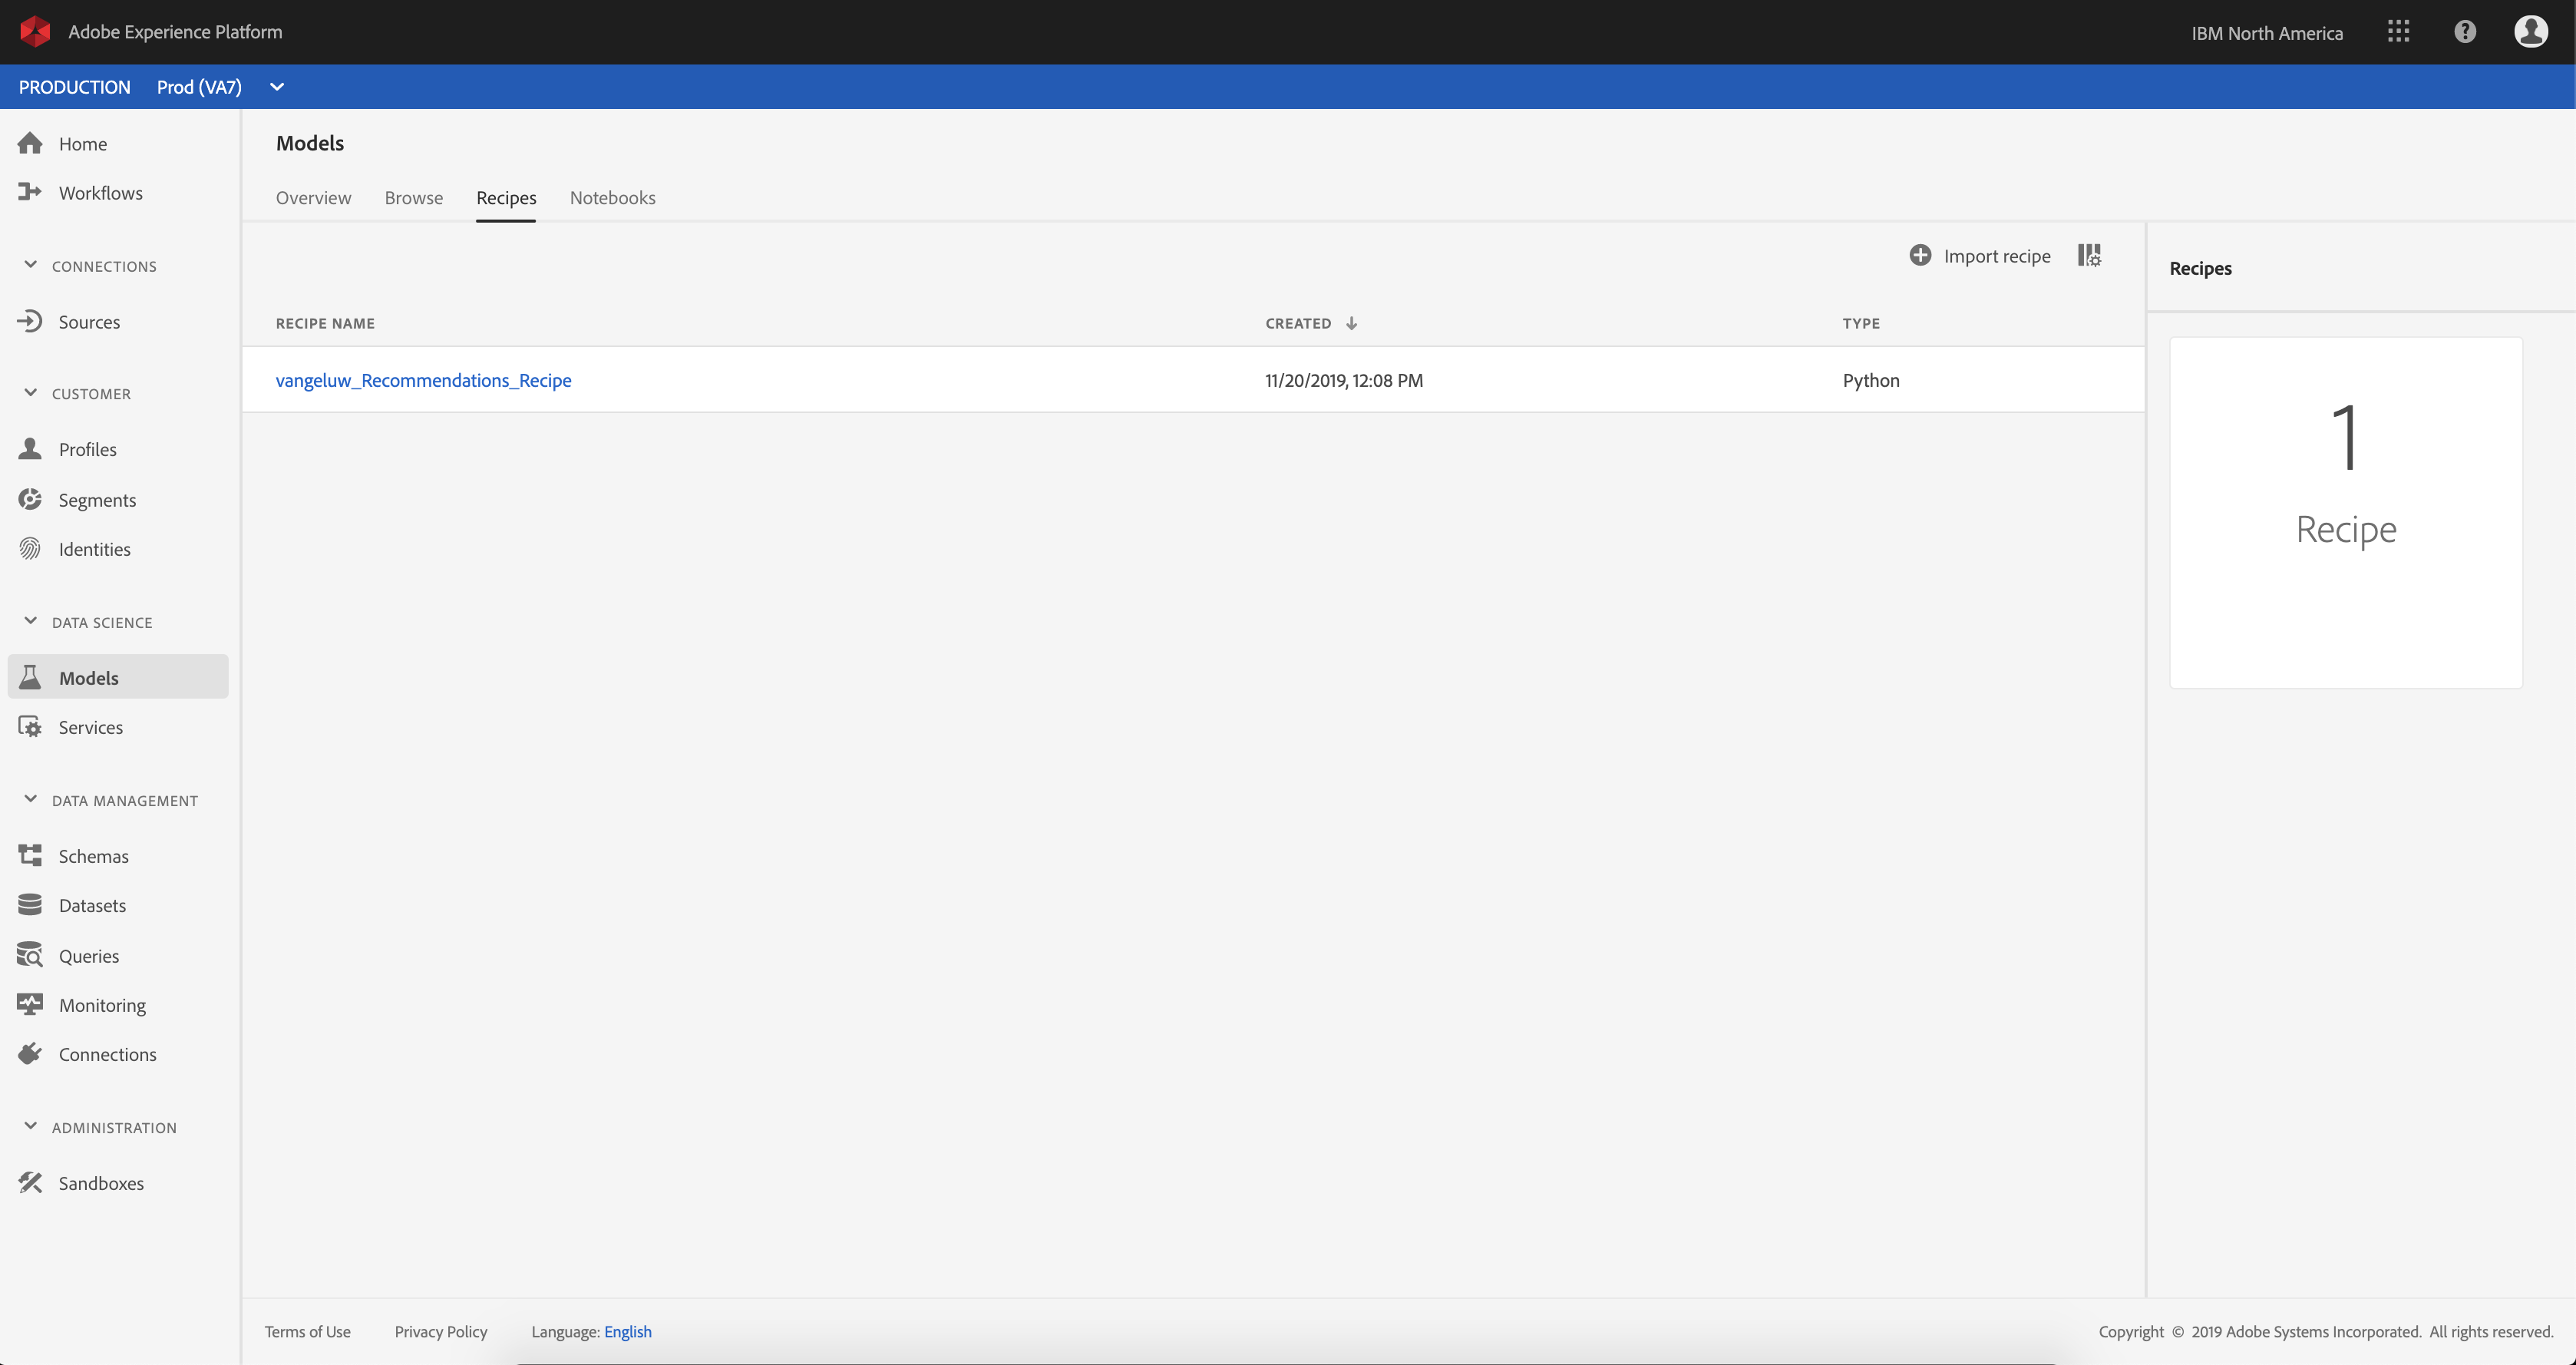 Adobe Experience Platform
IBM North America
PRODUCTION Prod (VA7)
Home
Workflows
CONNECTIONS
Sources
CUSTOMER
Profiles
Segments
Identities
DATA SCIENCE
Models
Services
DATA MANAGEMENT
Schemas
Datasets
Queries
Monitoring
Connections
ADMINISTRATION
Sandboxes
Models
Overview Browse Recipes Notebooks
Import recipe
RECIPE NAME CREATED TYPE
vangeluw_Recommendations_Recipe 11/20/2019, 12:08 PM Python
Recipes
1
Recipe
Terms of Use Privacy Policy Language: English
Copyright © 2019 Adobe Systems Incorporated. All rights reserved.